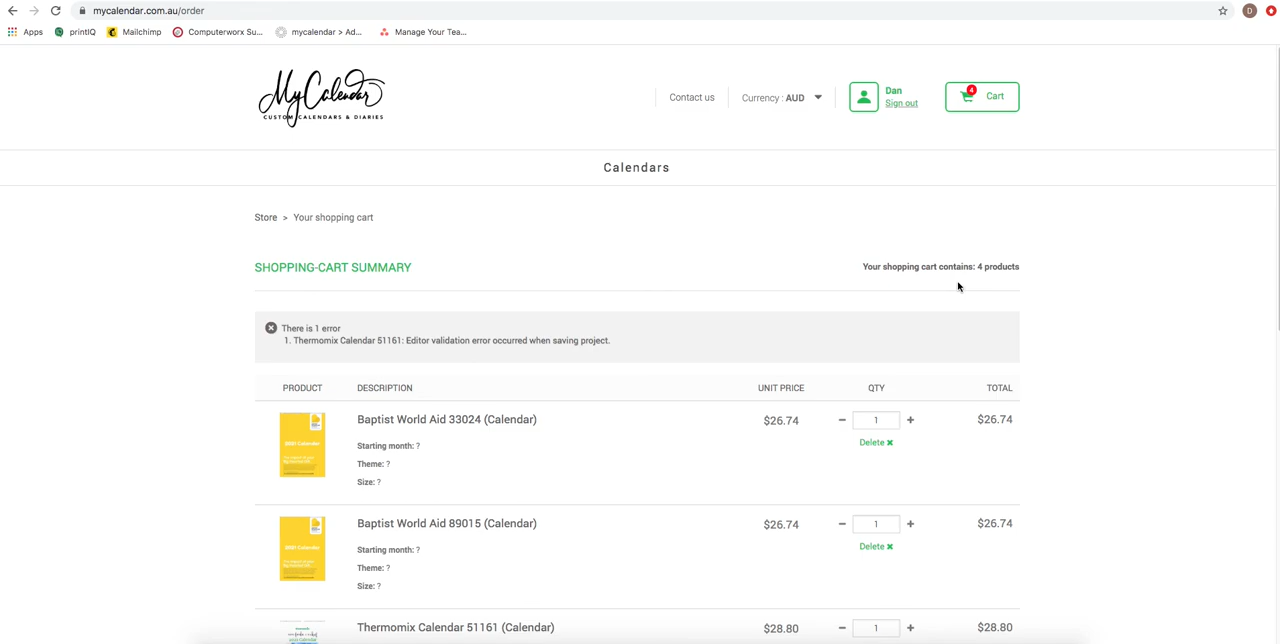 mycalendar.com.au/order
D
Apps printIQ Mailchimp Computerworx Su... mycalendar > Ad... Manage Your Tea...
MyCalendar
CUSTOM CALENDARS & DIARIES
Contact us
Currency : AUD
Dan
Sign out
4
Cart
Calendars
Store > Your shopping cart
SHOPPING-CART SUMMARY
Your shopping cart contains: 4 products
There is 1 error
1. Thermomix Calendar 51161: Editor validation error occurred when saving project.
PRODUCT DESCRIPTION UNIT PRICE QTY TOTAL
Baptist World Aid 33024 (Calendar) $26.74 − 1 + $26.74
Delete ×
Starting month: ?
Theme: ?
Size: ?
Baptist World Aid 89015 (Calendar) $26.74 − 1 + $26.74
Delete ×
Starting month: ?
Theme: ?
Size: ?
Thermomix Calendar 51161 (Calendar) $28.80 − 1 + $28.80